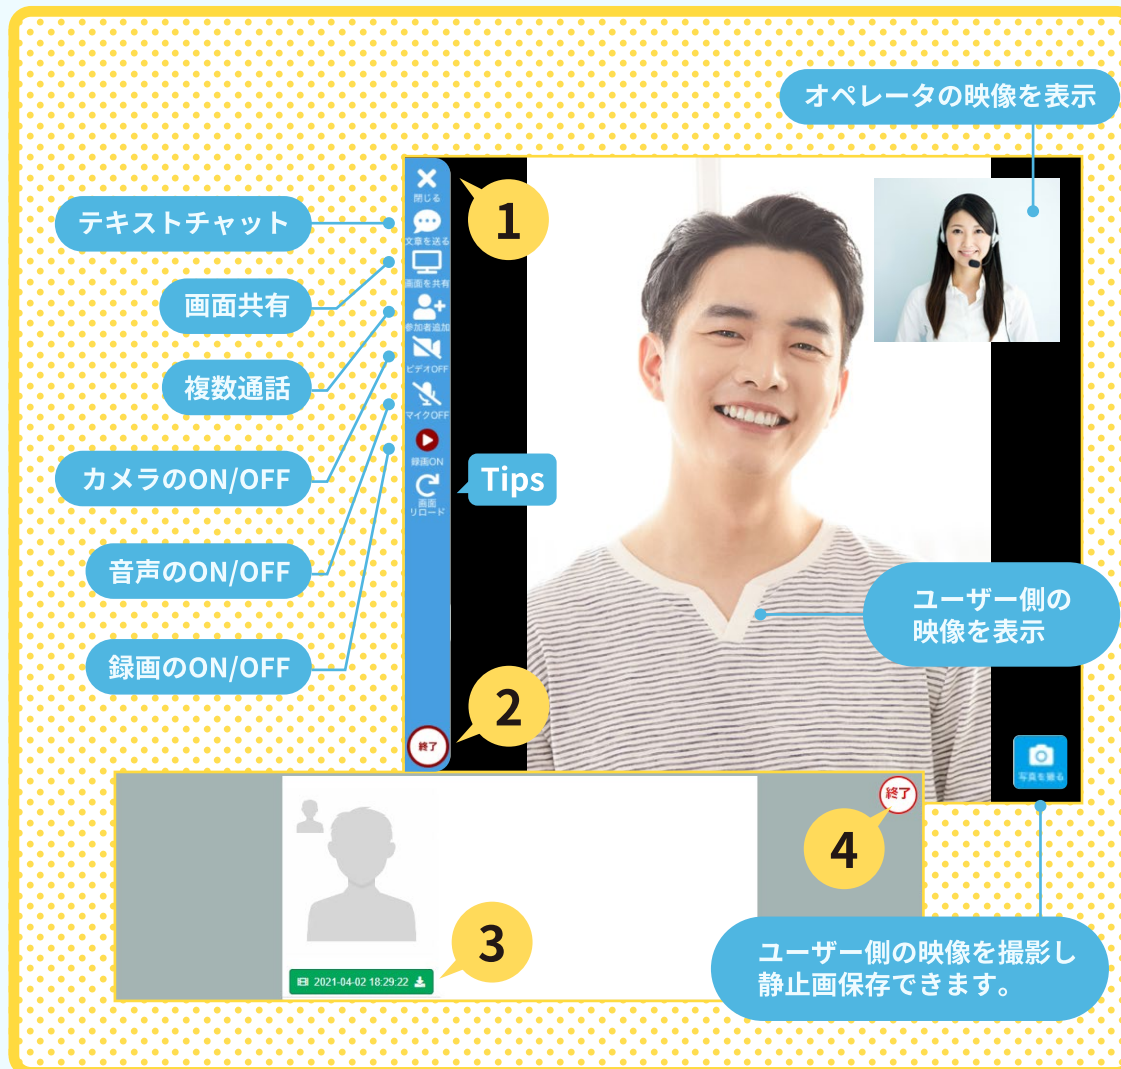 オペレータの映像を表示
閉じる
1
テキストチャット
文章を送る
画面共有
画面を共有
複数通話
参加者追加
ビデオOFF
マイクOFF
カメラのON/OFF
録画ON
Tips
画面
リロード
音声のON/OFF
ユーザー側の
映像を表示
録画のON/OFF
2
終了
写真を撮る
終了
4
3
2021-04-02 18:29:22
ユーザー側の映像を撮影し
静止画保存できます。